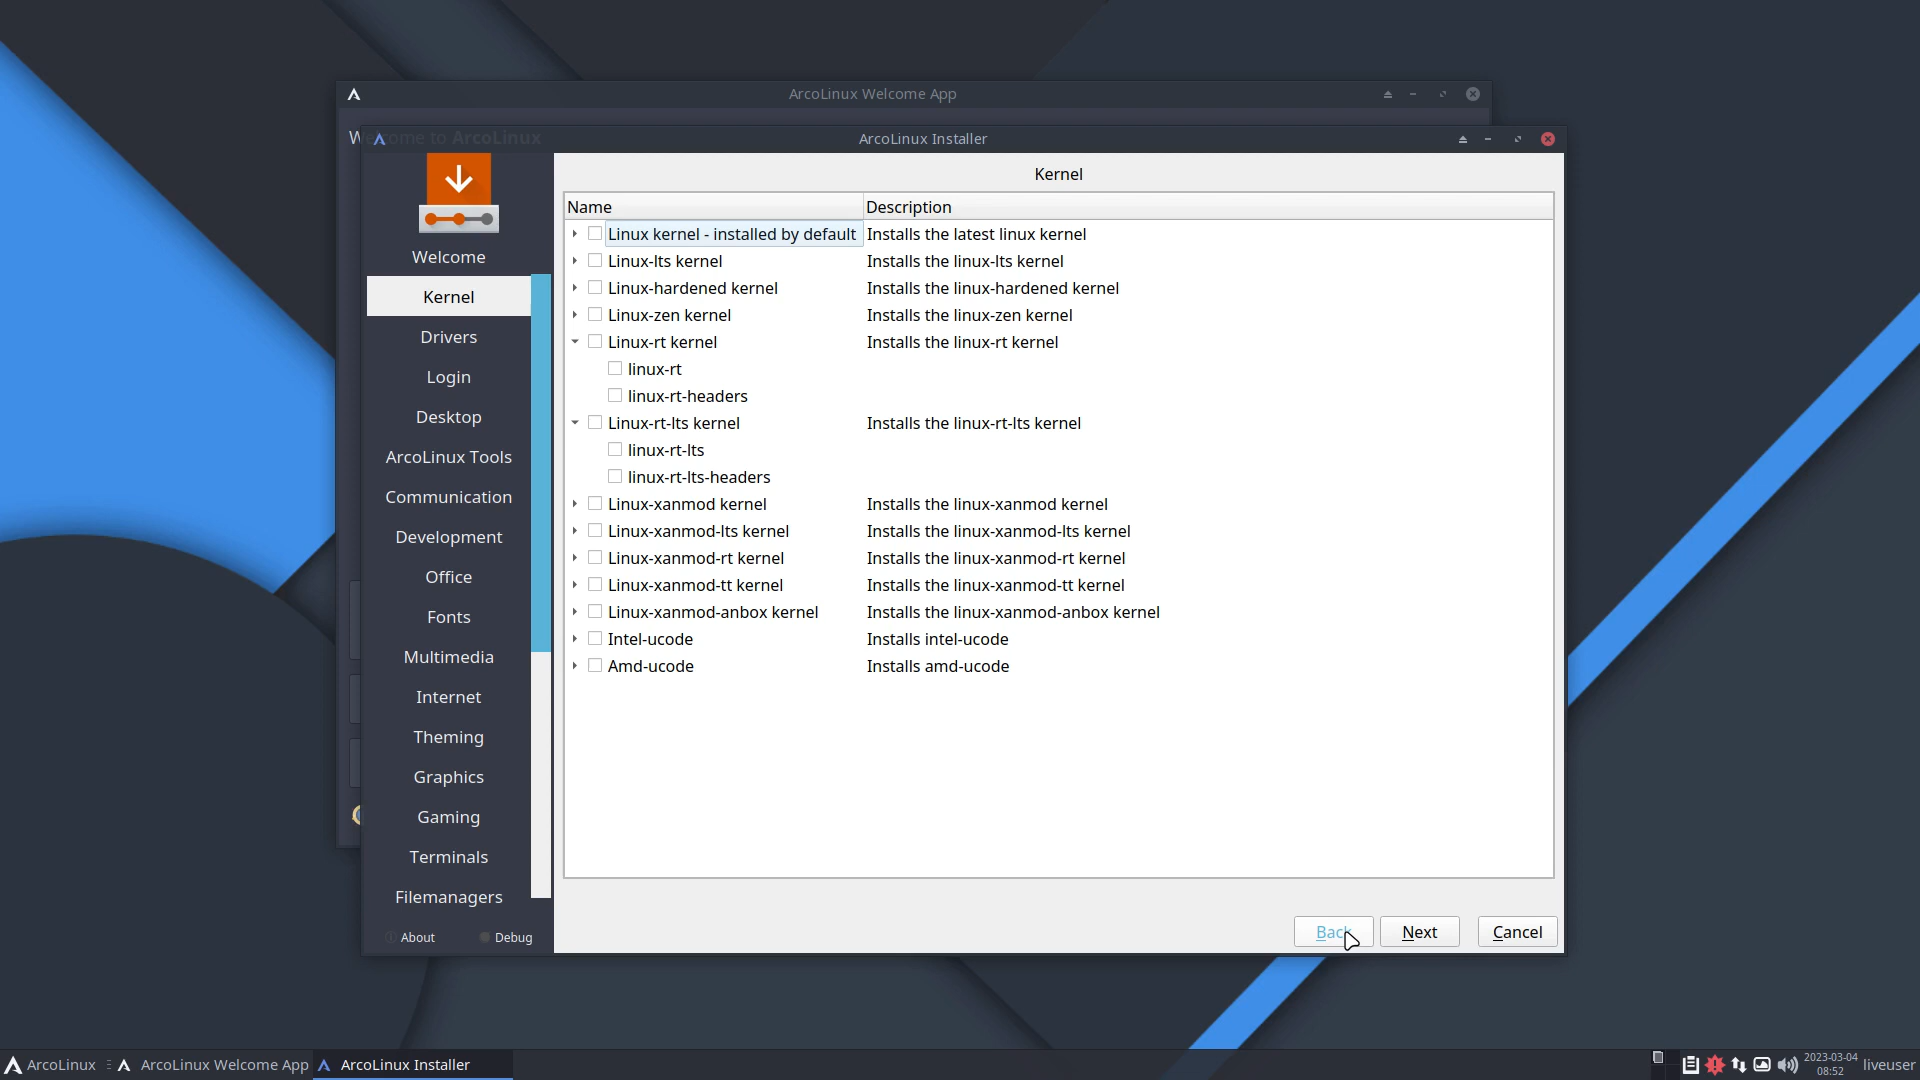 ArcoLinux Welcome App
Welcome to ArcoLinux
ArcoLinux Installer
Kernel
Name Description
Linux kernel - installed by default Installs the latest linux kernel
Linux-lts kernel Installs the linux-lts kernel
Linux-hardened kernel Installs the linux-hardened kernel
Linux-zen kernel Installs the linux-zen kernel
Linux-rt kernel Installs the linux-rt kernel
linux-rt
linux-rt-headers
Linux-rt-lts kernel Installs the linux-rt-lts kernel
linux-rt-lts
linux-rt-lts-headers
Linux-xanmod kernel Installs the linux-xanmod kernel
Linux-xanmod-lts kernel Installs the linux-xanmod-lts kernel
Linux-xanmod-rt kernel Installs the linux-xanmod-rt kernel
Linux-xanmod-tt kernel Installs the linux-xanmod-tt kernel
Linux-xanmod-anbox kernel Installs the linux-xanmod-anbox kernel
Intel-ucode Installs intel-ucode
Amd-ucode Installs amd-ucode
Welcome
Kernel
Drivers
Login
Desktop
ArcoLinux Tools
Communication
Development
Office
Fonts
Multimedia
Internet
Theming
Graphics
Gaming
Terminals
Filemanagers
About Debug
Back Next Cancel
ArcoLinux ArcoLinux Welcome App ArcoLinux Installer
2023-03-04
08:52
liveuser